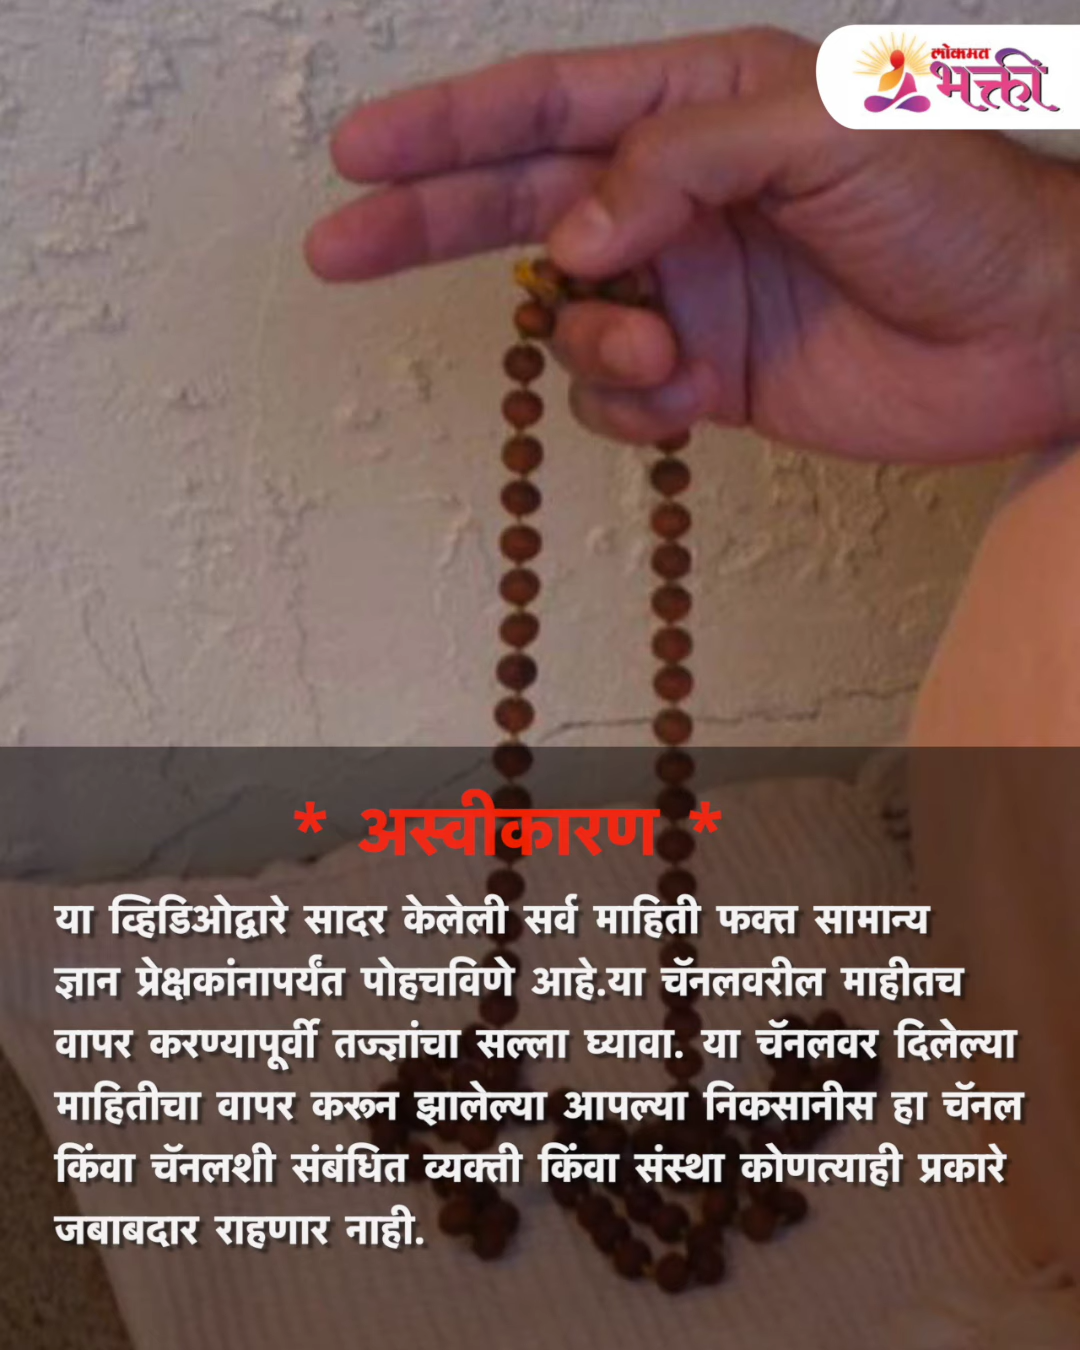 लोकमत
भक्ती
* अस्वीकारण *
या व्हिडिओद्वारे सादर केलेली सर्व माहिती फक्त सामान्य
ज्ञान प्रेक्षकांनापर्यंत पोहचविणे आहे.या चॅनलवरील माहीतच
वापर करण्यापूर्वी तज्ज्ञांचा सल्ला घ्यावा. या चॅनलवर दिलेल्या
माहितीचा वापर करून झालेल्या आपल्या निकसानीस हा चॅनल
किंवा चॅनलशी संबंधित व्यक्ती किंवा संस्था कोणत्याही प्रकारे
जबाबदार राहणार नाही.